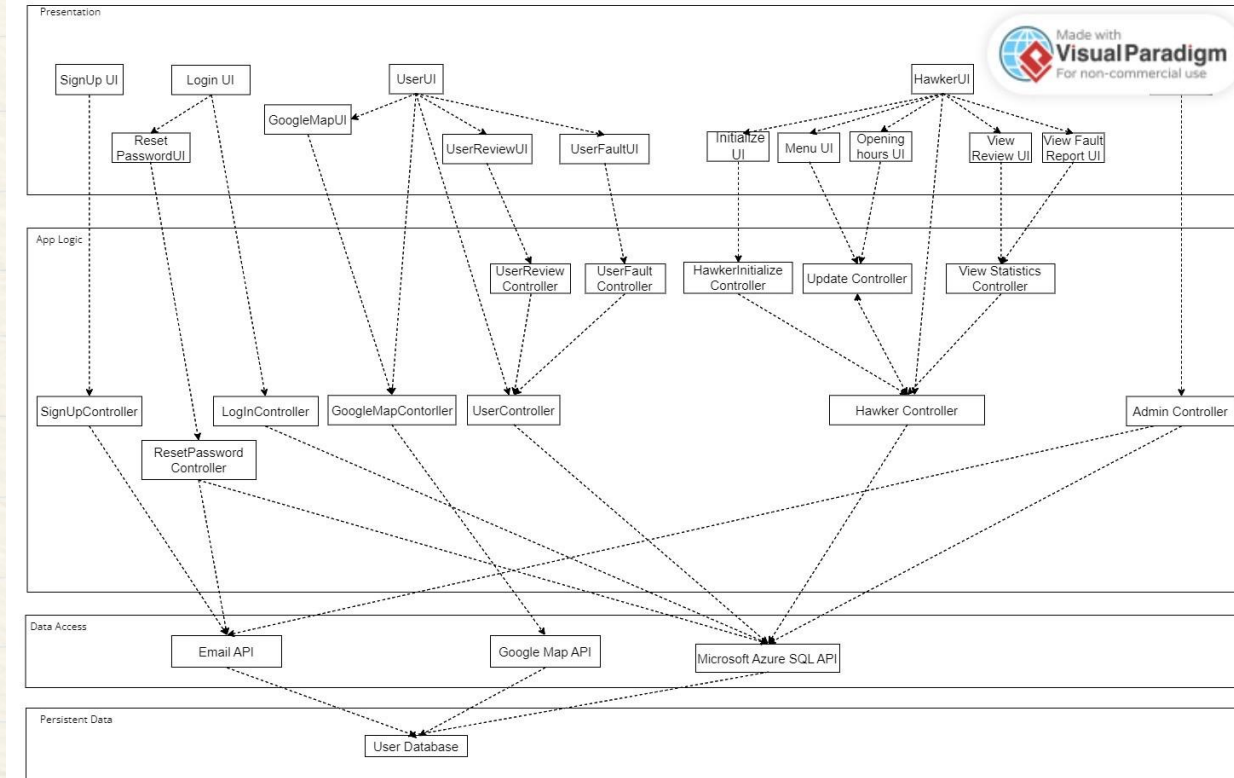 Presentation
Made with
Visual Paradigm
For non-commercial use
SignUp UI
Login UI
UserUI
HawkerUI
GoogleMapUI
Reset
PasswordUI
UserReviewUI
UserFaultUI
Initialize
UI
Menu UI
Opening
hours UI
View
Review UI
View Fault
Report UI
App Logic
UserReview
Controller
UserFault
Controller
HawkerInitialize
Controller
Update Controller
View Statistics
Controller
SignUpController
LogInController
GoogleMapContorller
UserController
Hawker Controller
Admin Controller
ResetPassword
Controller
Data Access
Email API
Google Map API
Microsoft Azure SQL API
Persistent Data
User Database